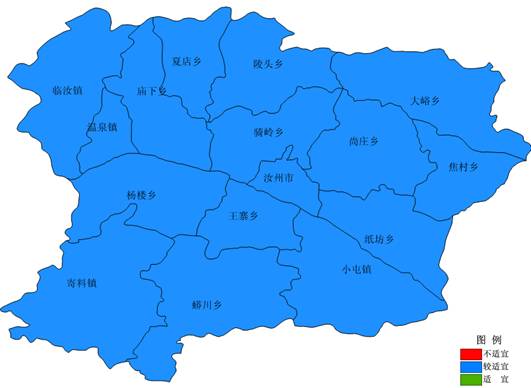 夏店乡
陵头乡
临汝镇
庙下乡
大峪乡
温泉镇
骑岭乡
尚庄乡
焦村乡
汝州市
杨楼乡
王寨乡
纸坊乡
小屯镇
寄料镇
蟒川乡
图 例
不适宜
较适宜
适 宜